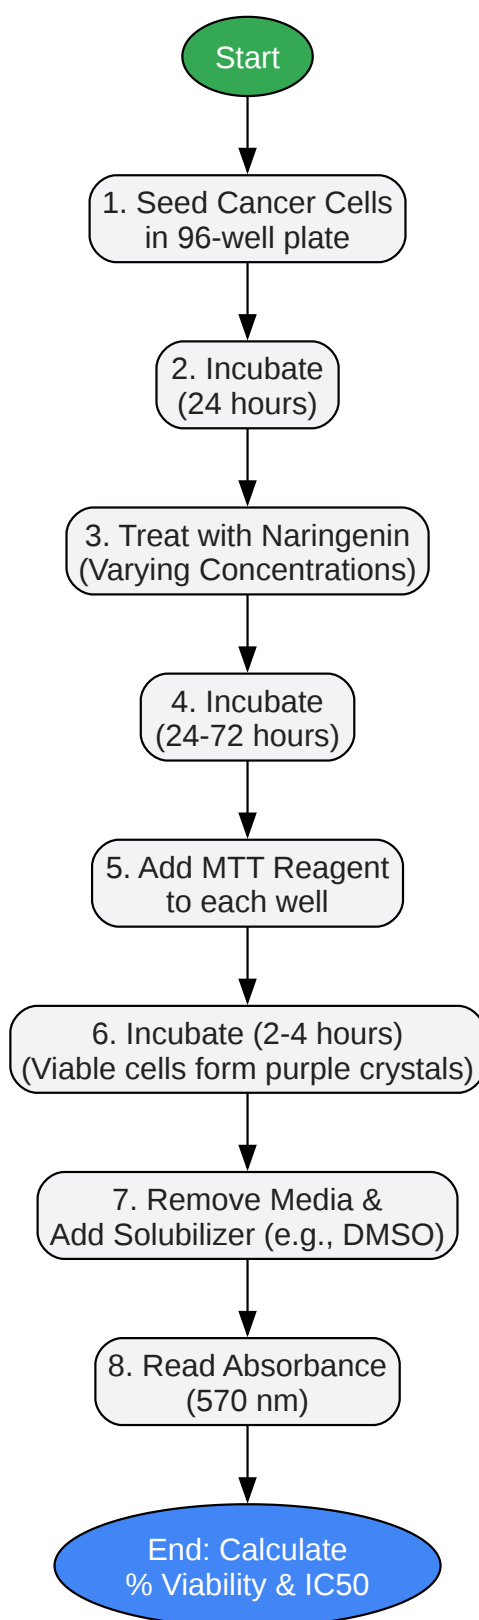 Start
1. Seed Cancer Cells
in 96-well plate
2. Incubate
(24 hours)
3. Treat with Naringenin
(Varying Concentrations)
4. Incubate
(24-72 hours)
5. Add MTT Reagent
to each well
6. Incubate (2-4 hours)
(Viable cells form purple crystals)
7. Remove Media &
Add Solubilizer (e.g., DMSO)
8. Read Absorbance
(570 nm)
End: Calculate
% Viability & IC50